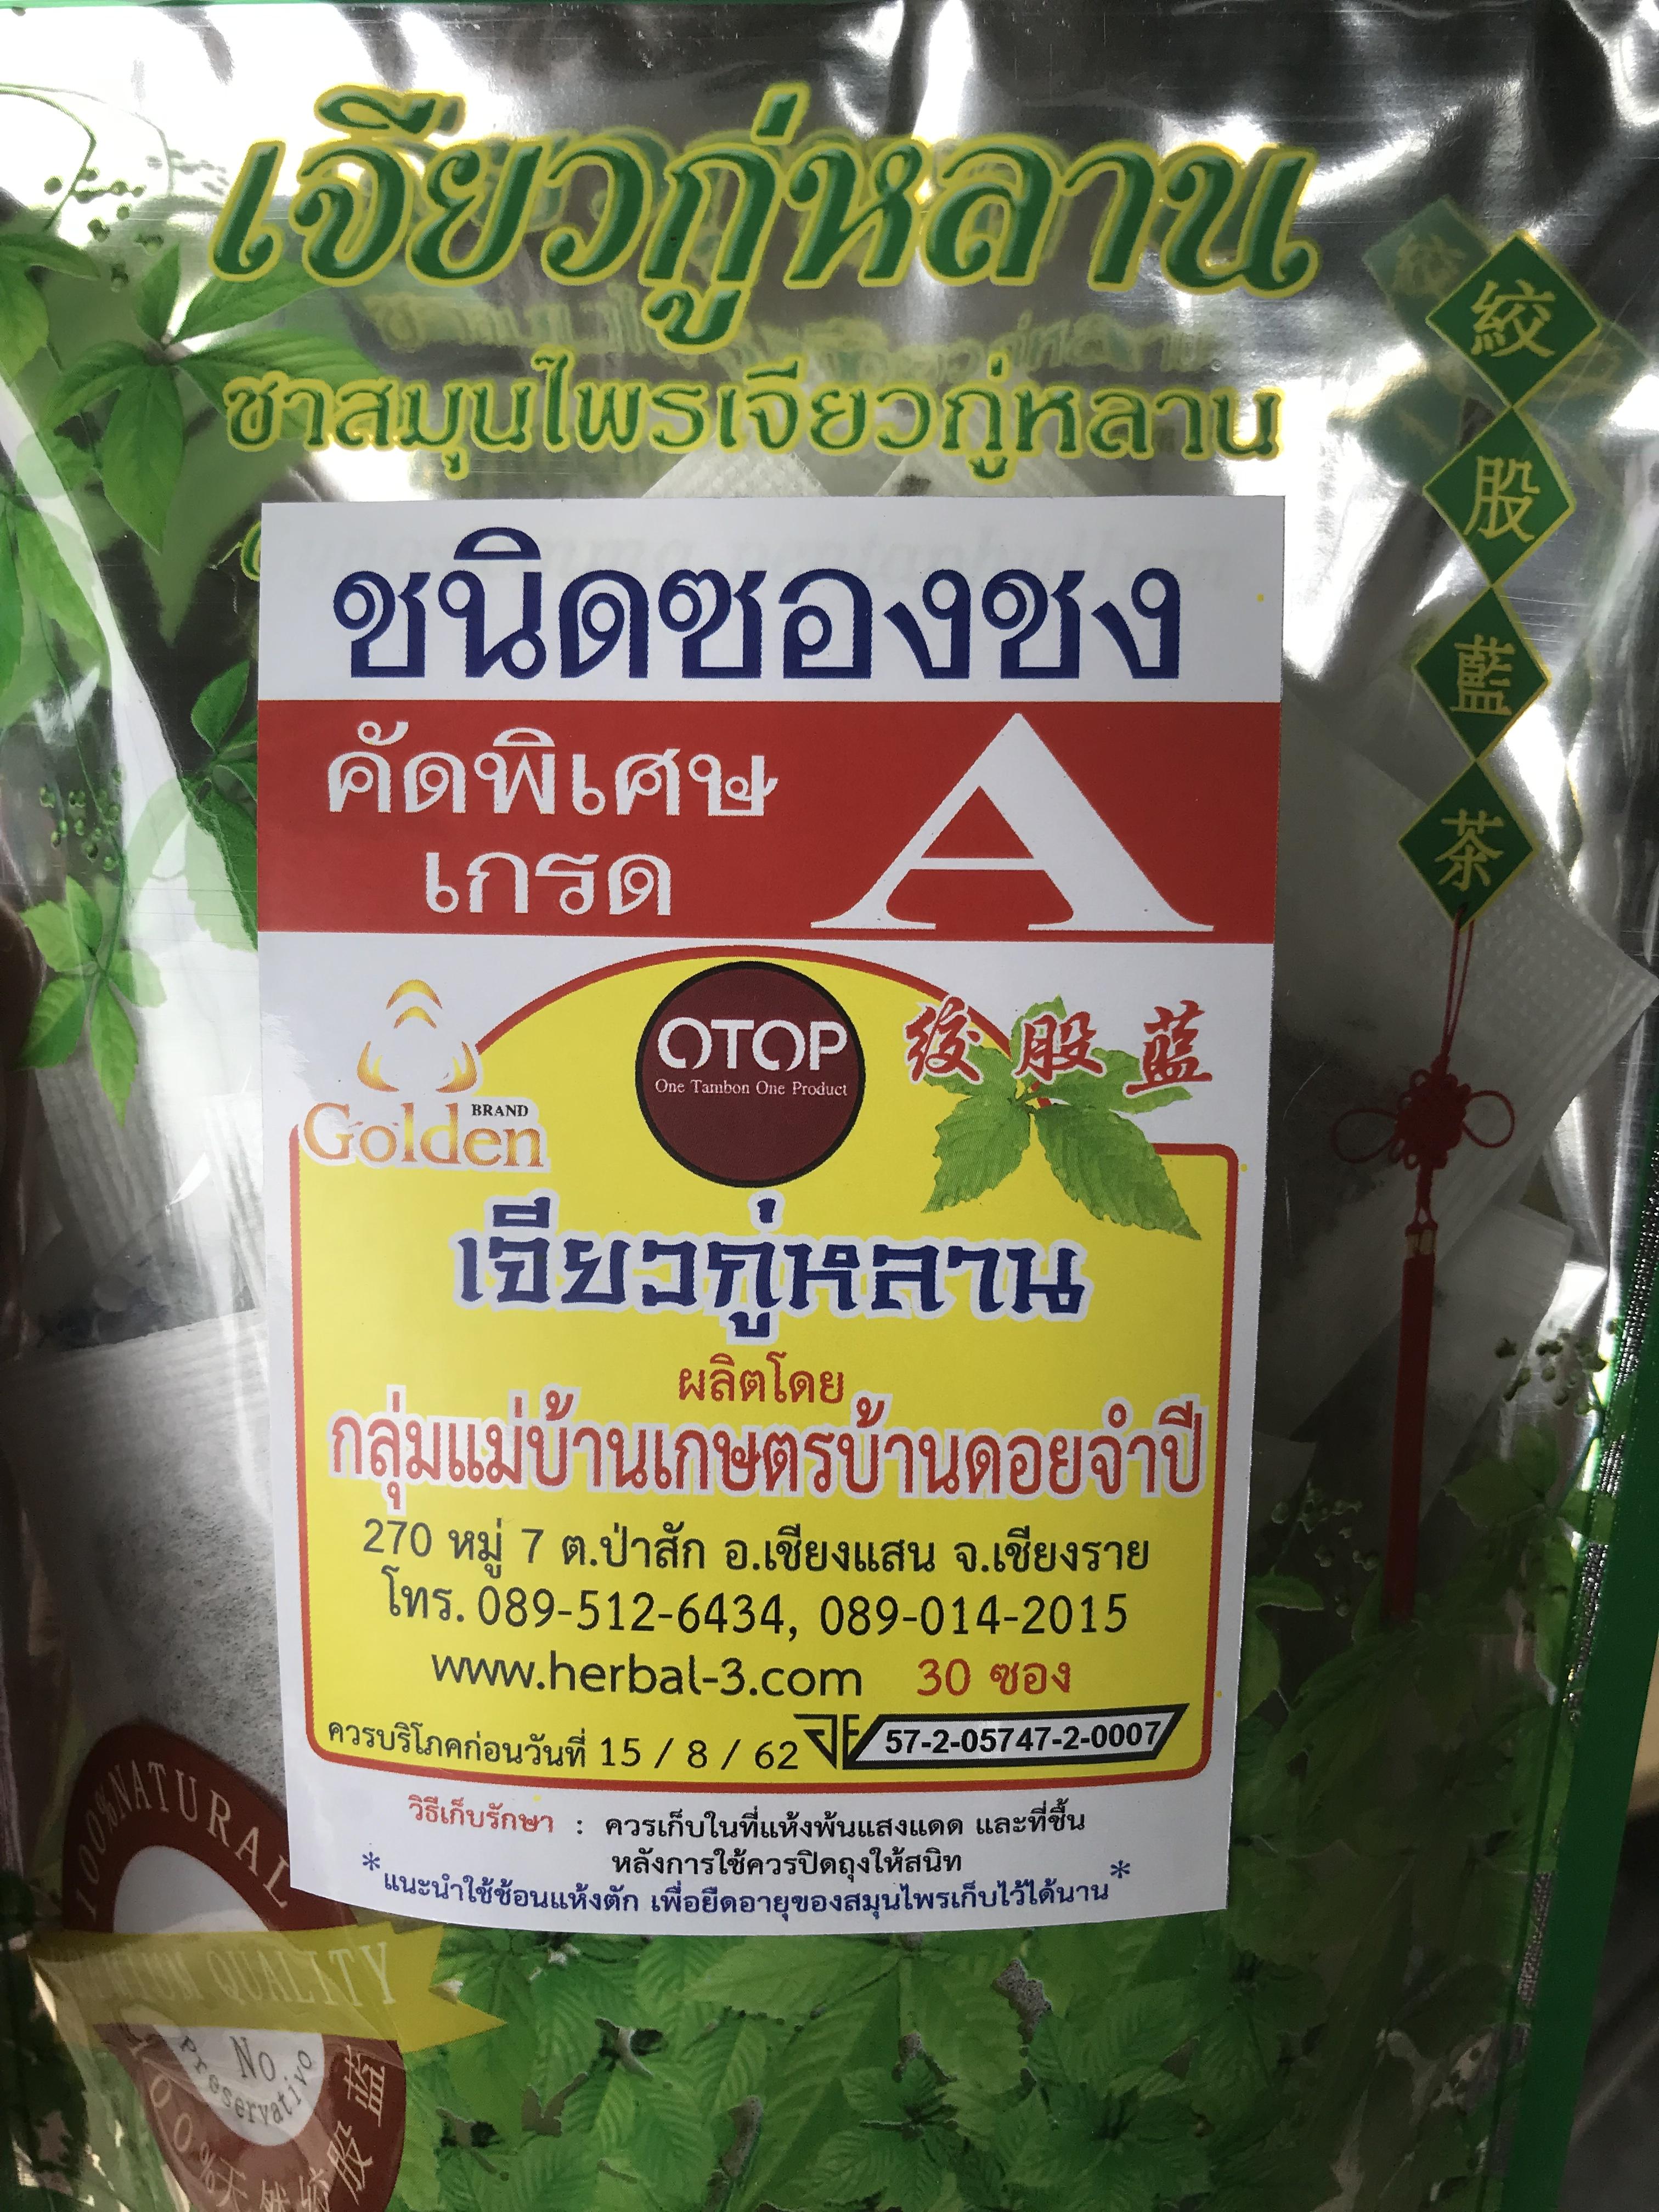 เจียวกู่หลาน
ชาสมุนไพรเจียวกู่หลาน
絞
股
藍
茶
ชนิดซองชง
คัดพิเศษ
เกรด
A
Golden BRAND
OTOP
One Tambon One Product
絞股藍
เจียวกู่หลาน
ผลิตโดย
กลุ่มแม่บ้านเกษตรบ้านดอยจำปี
270 หมู่ 7 ต.ป่าสัก อ.เชียงแสน จ.เชียงราย
โทร. 089-512-6434, 089-014-2015
www.herbal-3.com 30 ซอง
ควรบริโภคก่อนวันที่ 15 / 8 / 62
57-2-05747-2-0007
วิธีเก็บรักษา : ควรเก็บในที่แห้งพ้นแสงแดด และที่ชื้น
หลังการใช้ควรปิดถุงให้สนิท
*แนะนำใช้ช้อนแห้งตัก เพื่อยืดอายุของสมุนไพรเก็บไว้ได้นาน*
100%NATURAL
PREMIUM QUALITY
No
Preservativo
100%天然絞股藍